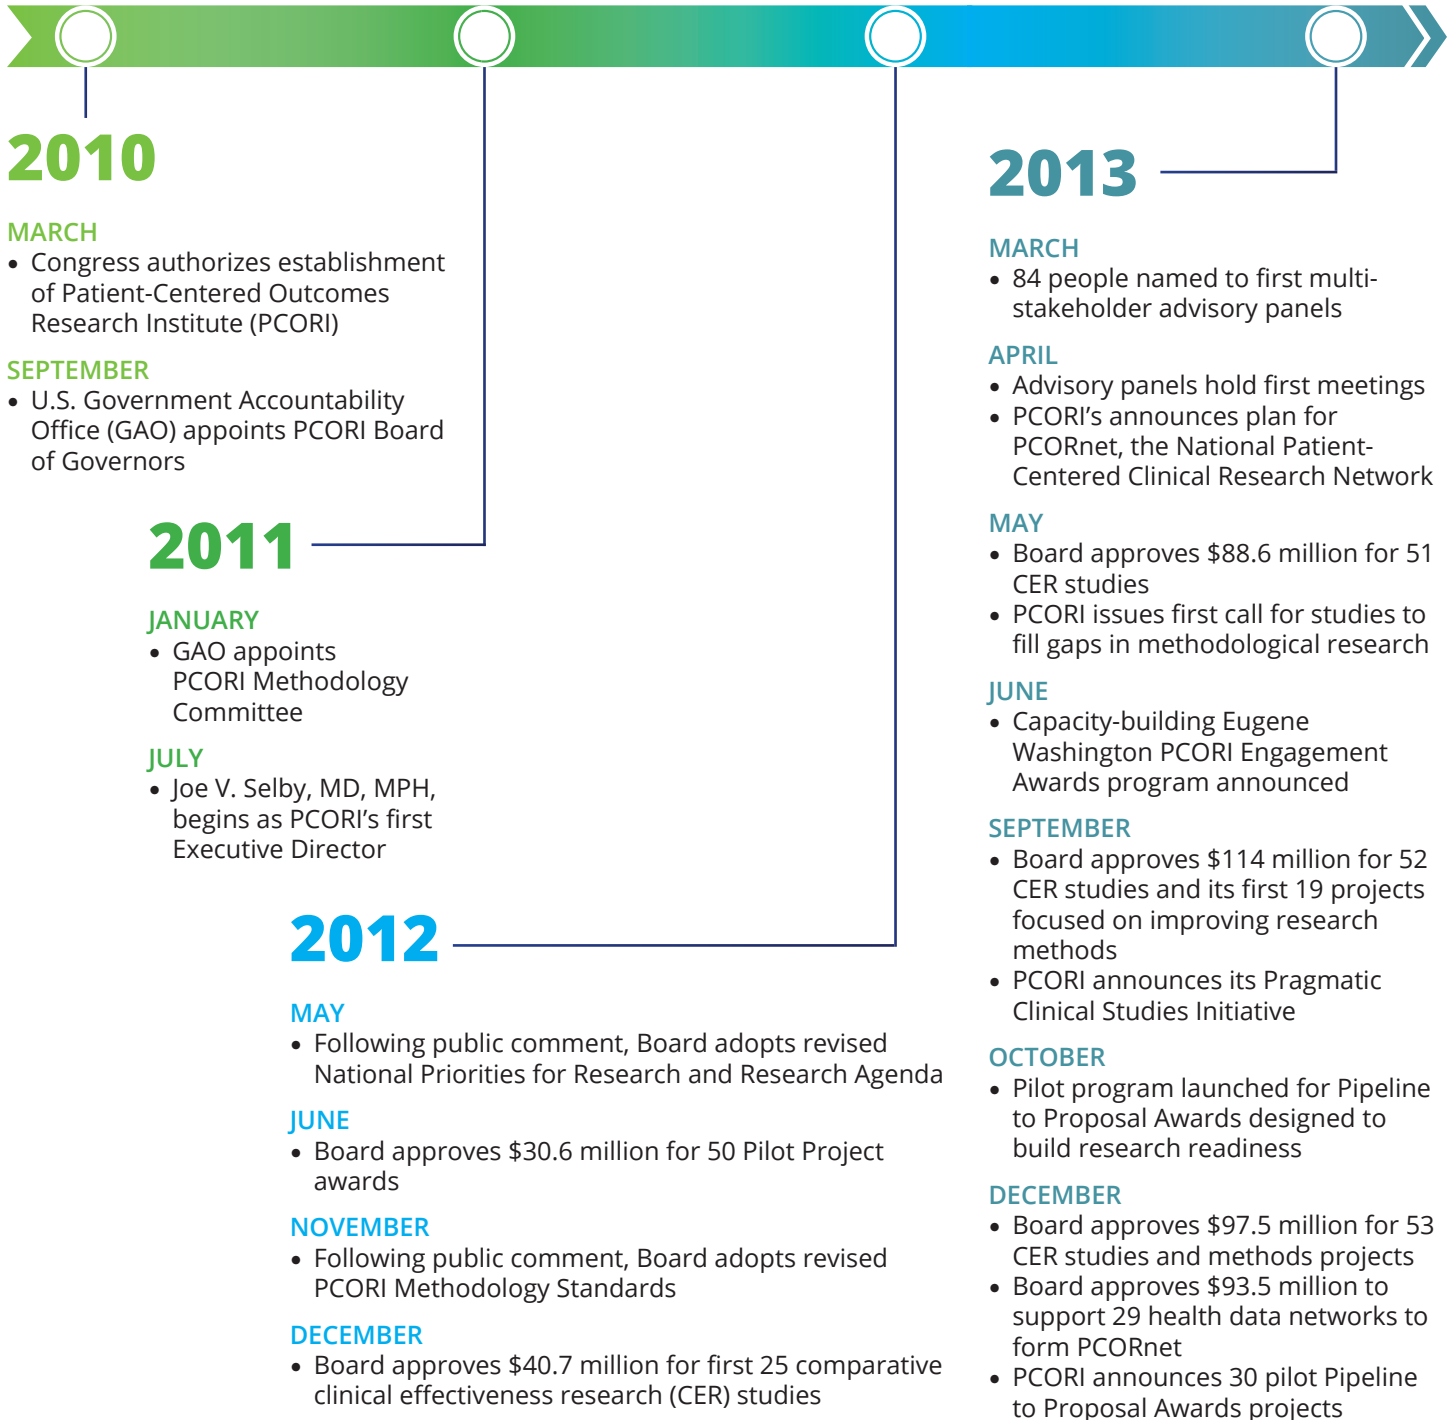 2010
MARCH
• Congress authorizes establishment
of Patient-Centered Outcomes
Research Institute (PCORI)
SEPTEMBER
• U.S. Government Accountability
Office (GAO) appoints PCORI Board
of Governors
2011
JANUARY
• GAO appoints
PCORI Methodology
Committee
JULY
• Joe V. Selby, MD, MPH,
begins as PCORI’s first
Executive Director
2012
MAY
• Following public comment, Board adopts revised
National Priorities for Research and Research Agenda
JUNE
• Board approves $30.6 million for 50 Pilot Project
awards
NOVEMBER
• Following public comment, Board adopts revised
PCORI Methodology Standards
DECEMBER
• Board approves $40.7 million for first 25 comparative
clinical effectiveness research (CER) studies
2013
MARCH
• 84 people named to first multi-
stakeholder advisory panels
APRIL
• Advisory panels hold first meetings
• PCORI’s announces plan for
PCORnet, the National Patient-
Centered Clinical Research Network
MAY
• Board approves $88.6 million for 51
CER studies
• PCORI issues first call for studies to
fill gaps in methodological research
JUNE
• Capacity-building Eugene
Washington PCORI Engagement
Awards program announced
SEPTEMBER
• Board approves $114 million for 52
CER studies and its first 19 projects
focused on improving research
methods
• PCORI announces its Pragmatic
Clinical Studies Initiative
OCTOBER
• Pilot program launched for Pipeline
to Proposal Awards designed to
build research readiness
DECEMBER
• Board approves $97.5 million for 53
CER studies and methods projects
• Board approves $93.5 million to
support 29 health data networks to
form PCORnet
• PCORI announces 30 pilot Pipeline
to Proposal Awards projects